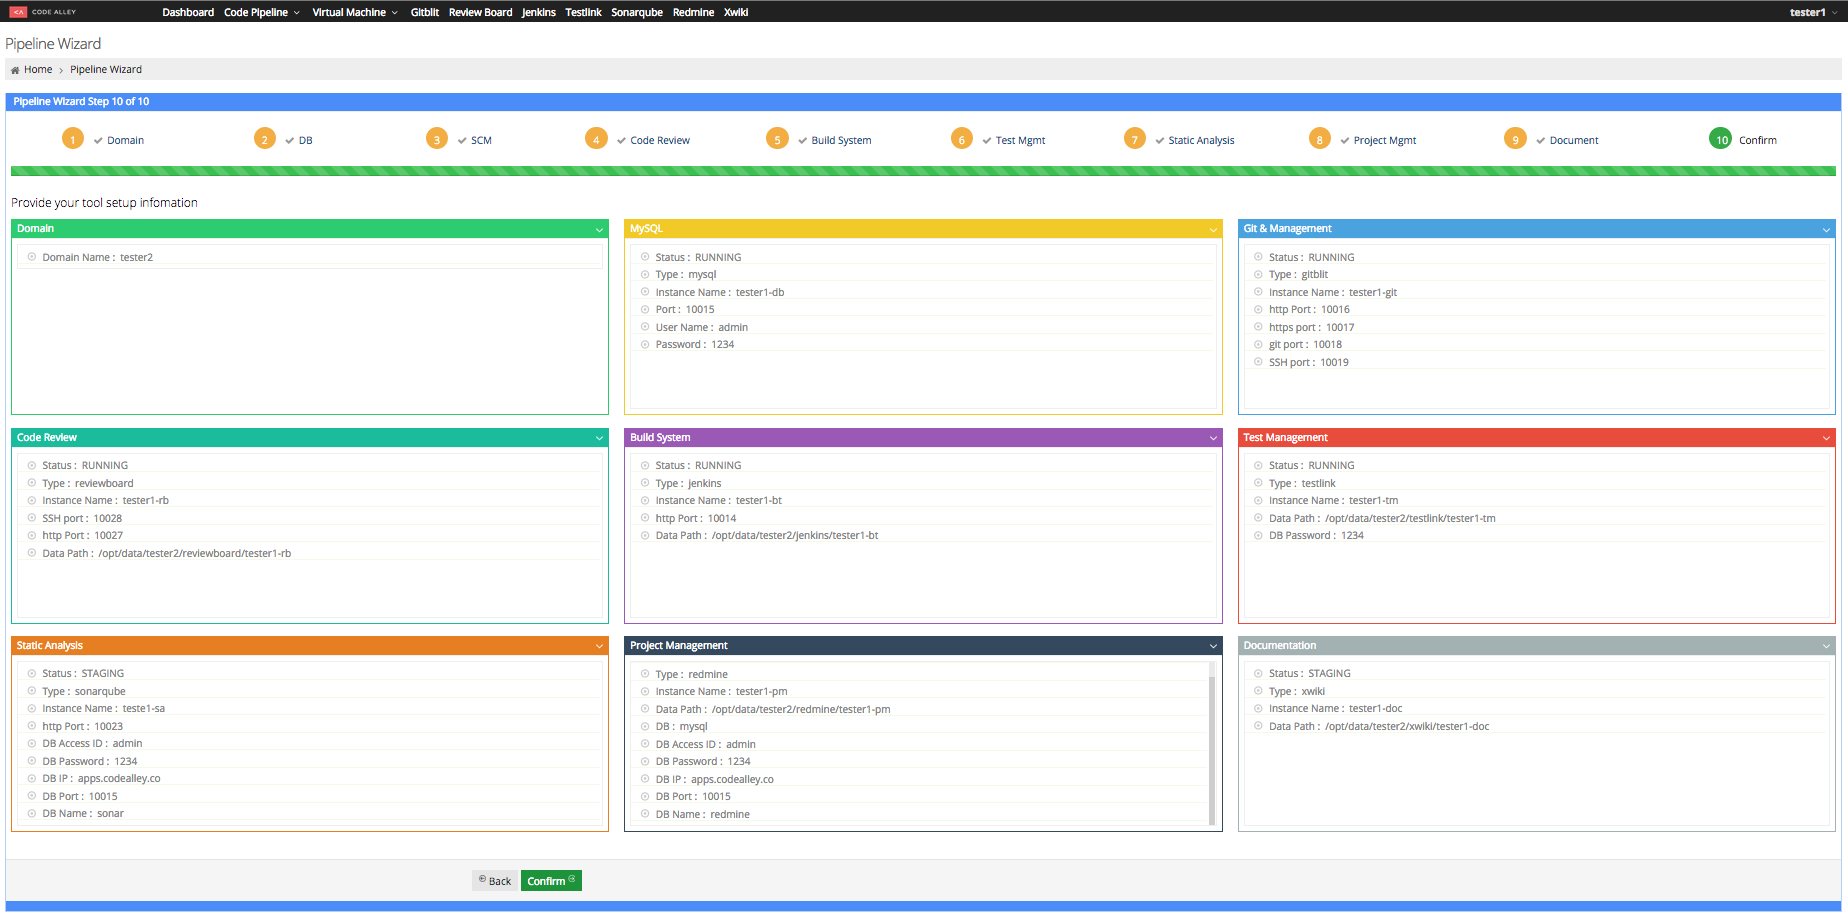 <A CODE ALLEY Dashboard Code Pipeline Virtual Machine Gitblit Review Board Jenkins Testlink Sonarqube Redmine Xwiki tester1
Pipeline Wizard
Home › Pipeline Wizard
Pipeline Wizard Step 10 of 10
1 Domain 2 DB 3 SCM 4 Code Review 5 Build System 6 Test Mgmt 7 Static Analysis 8 Project Mgmt 9 Document 10 Confirm
Provide your tool setup infomation
Domain
Domain Name : tester2
MySQL
Status : RUNNING
Type : mysql
Instance Name : tester1-db
Port : 10015
User Name : admin
Password : 1234
Git & Management
Status : RUNNING
Type : gitblit
Instance Name : tester1-git
http Port : 10016
https port : 10017
git port : 10018
SSH port : 10019
Code Review
Status : RUNNING
Type : reviewboard
Instance Name : tester1-rb
SSH port : 10028
http Port : 10027
Data Path : /opt/data/tester2/reviewboard/tester1-rb
Build System
Status : RUNNING
Type : jenkins
Instance Name : tester1-bt
http Port : 10014
Data Path : /opt/data/tester2/jenkins/tester1-bt
Test Management
Status : RUNNING
Type : testlink
Instance Name : tester1-tm
Data Path : /opt/data/tester2/testlink/tester1-tm
DB Password : 1234
Static Analysis
Status : STAGING
Type : sonarqube
Instance Name : teste1-sa
http Port : 10023
DB Access ID : admin
DB Password : 1234
DB IP : apps.codealley.co
DB Port : 10015
DB Name : sonar
Project Management
Type : redmine
Instance Name : tester1-pm
Data Path : /opt/data/tester2/redmine/tester1-pm
DB : mysql
DB Access ID : admin
DB Password : 1234
DB IP : apps.codealley.co
DB Port : 10015
DB Name : redmine
Documentation
Status : STAGING
Type : xwiki
Instance Name : tester1-doc
Data Path : /opt/data/tester2/xwiki/tester1-doc
Back Confirm